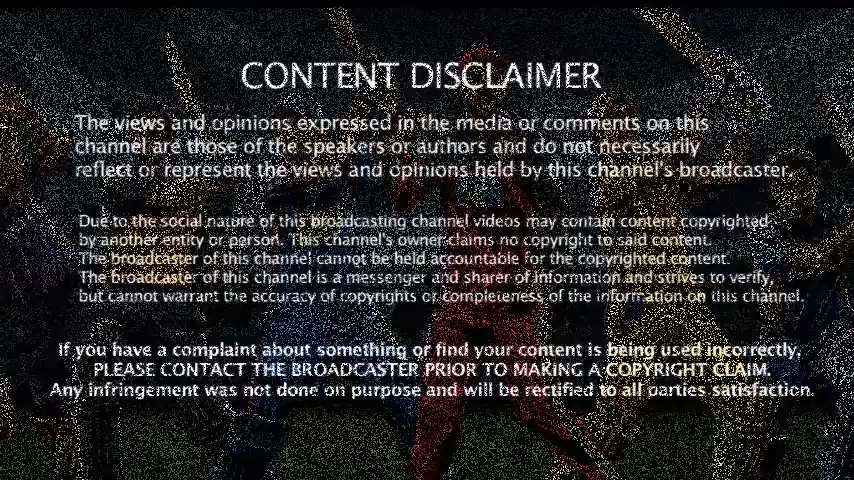 CONTENT DISCLAIMER
The views and opinions expressed in the media or comments on this
channel are those of the speakers or authors and do not necessarily
reflect or represent the views and opinions held by this channel's broadcaster.
Due to the social nature of this broadcasting channel videos may contain content copyrighted
by another entity or person. This channel's owner claims no copyright to said content.
The broadcaster of this channel cannot be held accountable for the copyrighted content.
The broadcaster of this channel is a messenger and sharer of information and strives to verify,
but cannot warrant the accuracy of copyrights or completeness of the information on this channel.
If you have a complaint about something or find your content is being used incorrectly,
PLEASE CONTACT THE BROADCASTER PRIOR TO MAKING A COPYRIGHT CLAIM.
Any infringement was not done on purpose and will be rectified to all parties satisfaction.